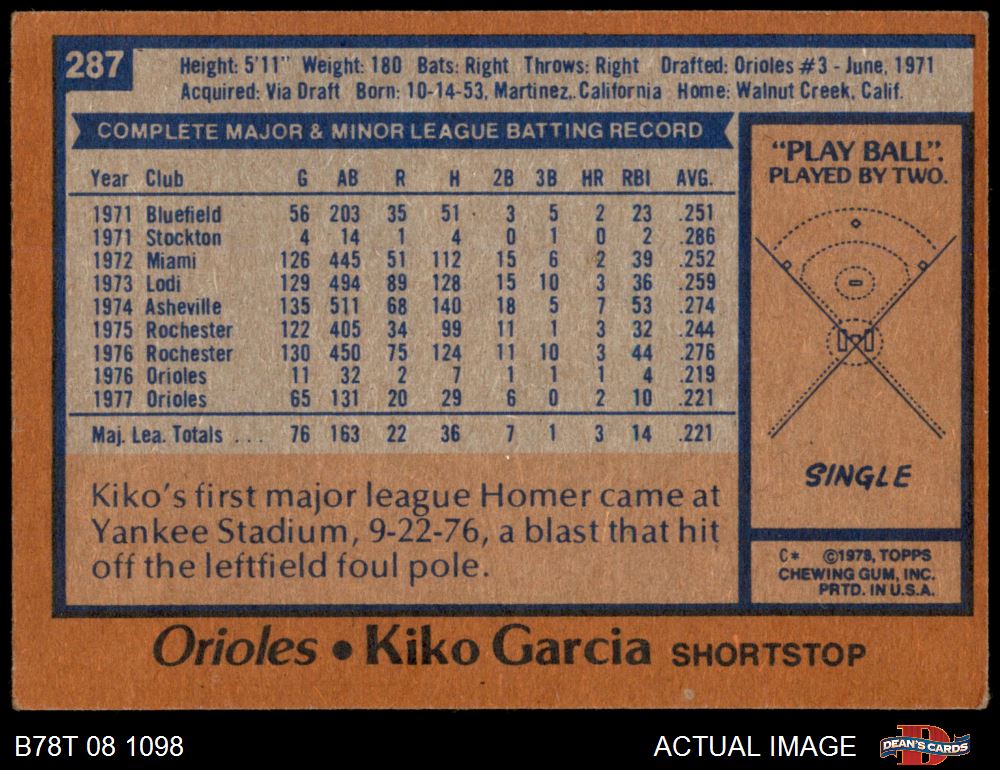 287
Height: 5'11" Weight: 180 Bats: Right Throws: Right Drafted: Orioles #3 - June, 1971
Acquired: Via Draft Born: 10-14-53, Martinez, California Home: Walnut Creek, Calif.
COMPLETE MAJOR & MINOR LEAGUE BATTING RECORD
Year Club G AB R H 2B 3B HR RBI AVG.
1971 Bluefield 56 203 35 51 3 5 2 23 .251
1971 Stockton 4 14 1 4 0 1 0 2 .286
1972 Miami 126 445 51 112 15 6 2 39 .252
1973 Lodi 129 494 89 128 15 10 3 36 .259
1974 Asheville 135 511 68 140 18 5 7 53 .274
1975 Rochester 122 405 34 99 11 1 3 32 .244
1976 Rochester 130 450 75 124 11 10 3 44 .276
1976 Orioles 11 32 2 7 1 1 1 4 .219
1977 Orioles 65 131 20 29 6 0 2 10 .221
Maj. Lea. Totals ... 76 163 22 36 7 1 3 14 .221
Kiko's first major league Homer came at
Yankee Stadium, 9-22-76, a blast that hit
off the leftfield foul pole.
"PLAY BALL".
PLAYED BY TWO.
SINGLE
C* ©1978, TOPPS
CHEWING GUM, INC.
PRTD. IN U.S.A.
Orioles • Kiko Garcia SHORTSTOP
B78T 08 1098
ACTUAL IMAGE
DEAN'S CARDS